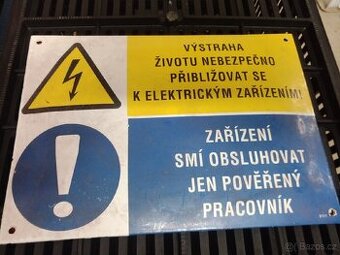 VÝSTRAHA
ŽIVOTU NEBEZPEČNO
PŘIBLIŽOVAT SE
K ELEKTRICKÝM ZAŘÍZENÍM!
ZAŘÍZENÍ
SMÍ OBSLUHOVAT
JEN POVĚŘENÝ
PRACOVNÍK